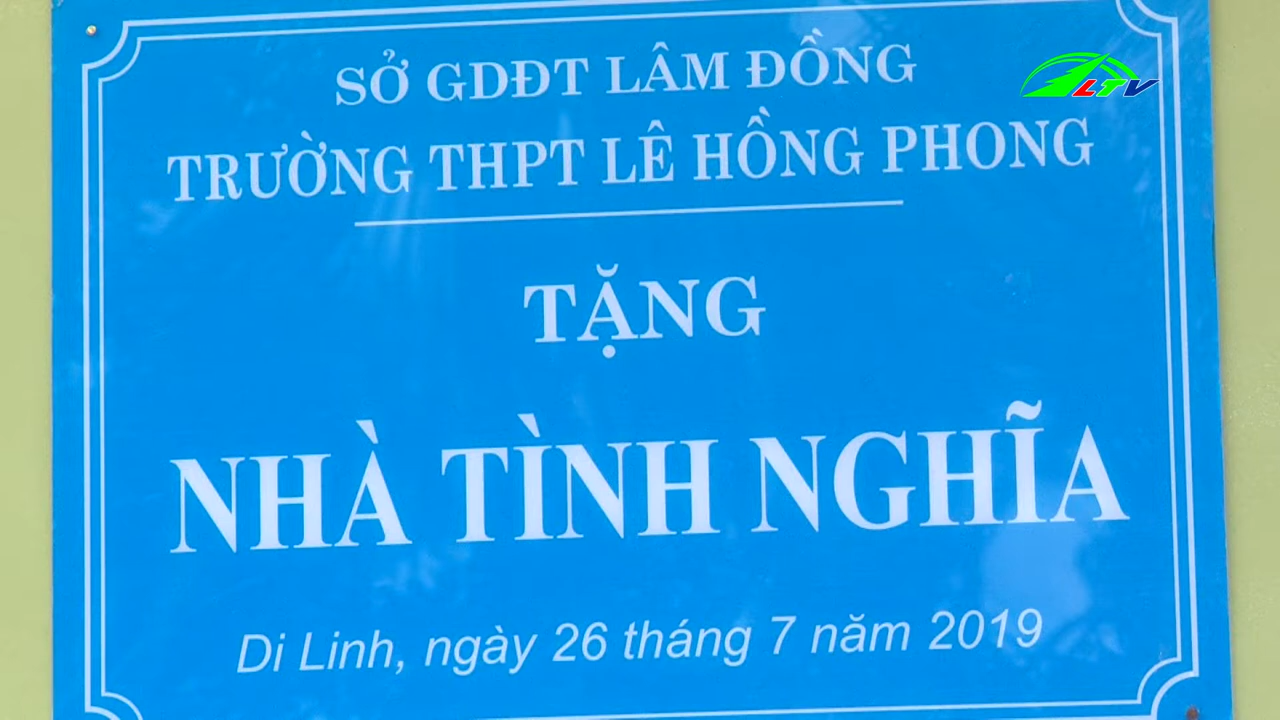 SỞ GDĐT LÂM ĐỒNG
LTV
TRƯỜNG THPT LÊ HỒNG PHONG
TẶNG
NHÀ TÌNH NGHĨA
Di Linh, ngày 26 tháng 7 năm 2019